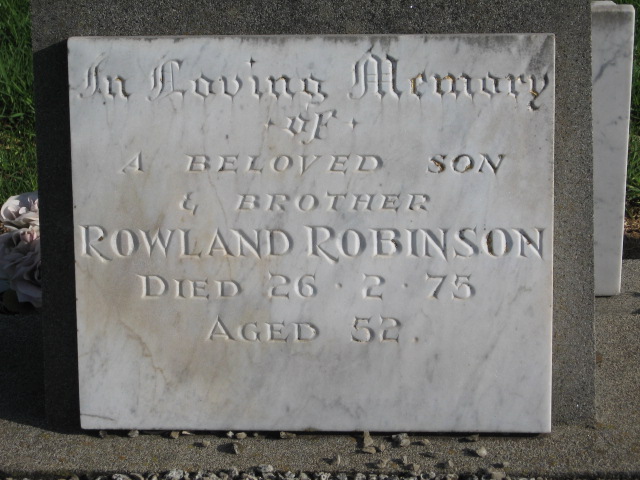 In Loving Memory
· of ·
A BELOVED SON
& BROTHER
ROWLAND ROBINSON
DIED 26 · 2 · 75
AGED 52.